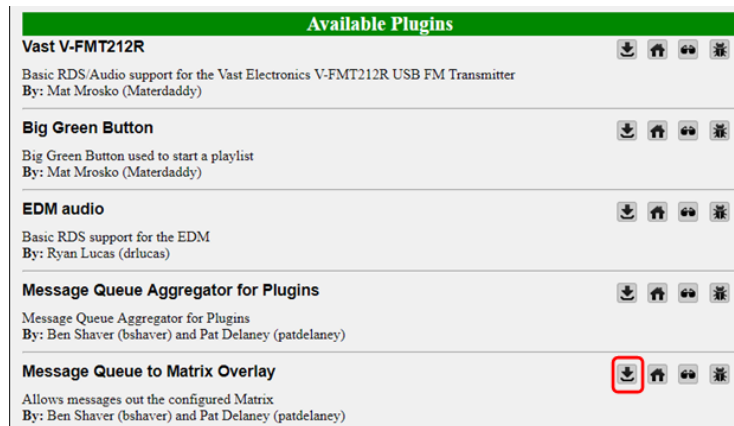 Available Plugins
Vast V-FMT212R
Basic RDS/Audio support for the Vast Electronics V-FMT212R USB FM Transmitter
By: Mat Mrosko (Materdaddy)
Big Green Button
Big Green Button used to start a playlist
By: Mat Mrosko (Materdaddy)
EDM audio
Basic RDS support for the EDM
By: Ryan Lucas (drlucas)
Message Queue Aggregator for Plugins
Message Queue Aggregator for Plugins
By: Ben Shaver (bshaver) and Pat Delaney (patdelaney)
Message Queue to Matrix Overlay
Allows messages out the configured Matrix
By: Ben Shaver (bshaver) and Pat Delaney (patdelaney)